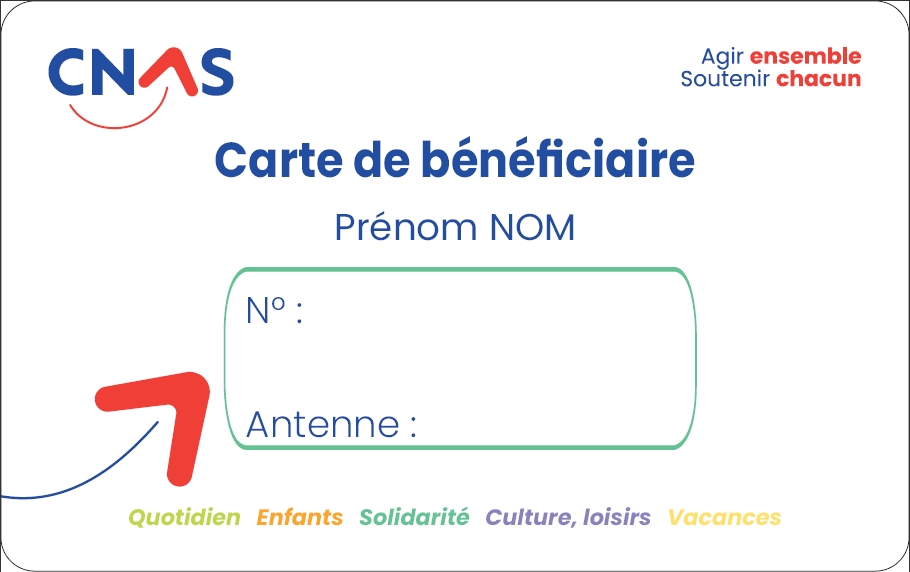 CNAS
Agir ensemble
Soutenir chacun
Carte de bénéficiaire
Prénom NOM
N° :
Antenne :
Quotidien Enfants Solidarité Culture, loisirs Vacances